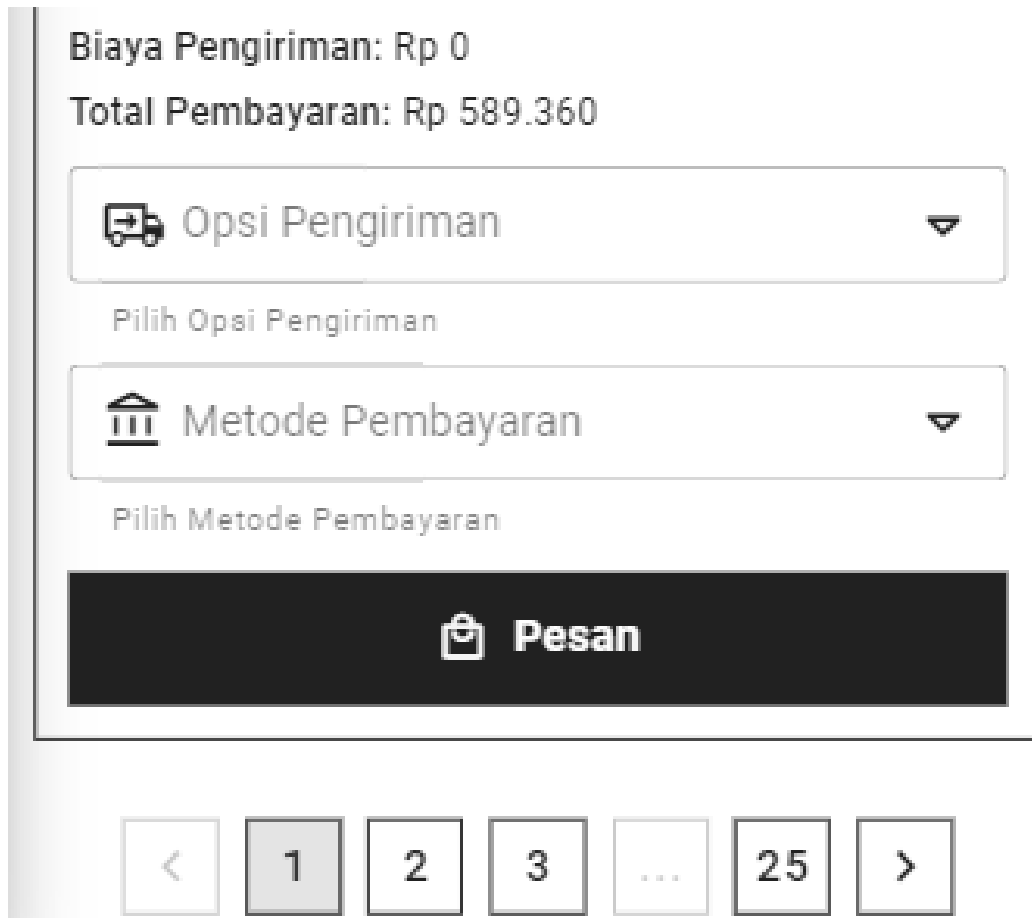 Biaya Pengiriman: Rp 0
Total Pembayaran: Rp 589.360
Opsi Pengiriman
Pilih Opsi Pengiriman
Metode Pembayaran
Pilih Metode Pembayaran
Pesan
< 1 2 3 ... 25 >